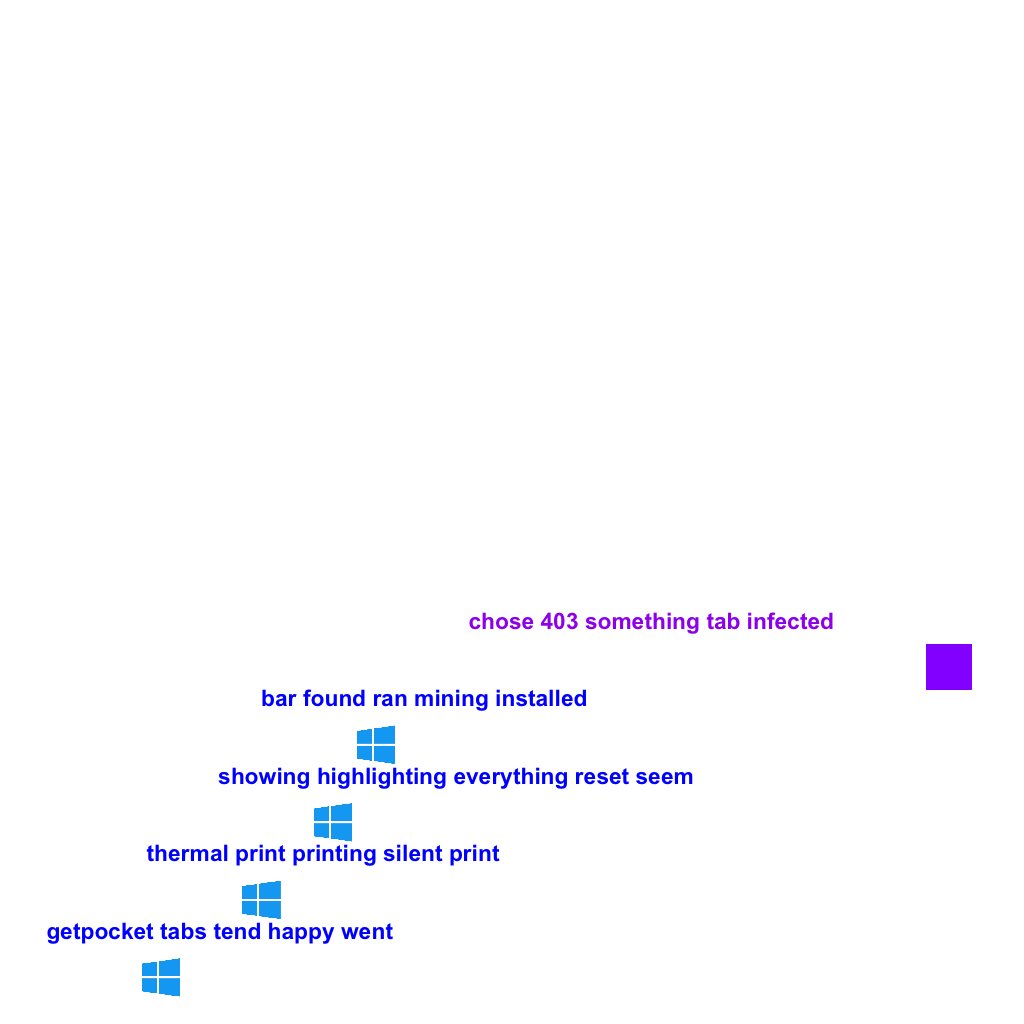 chose 403 something tab infected
bar found ran mining installed
showing highlighting everything reset seem
thermal print printing silent print
getpocket tabs tend happy went